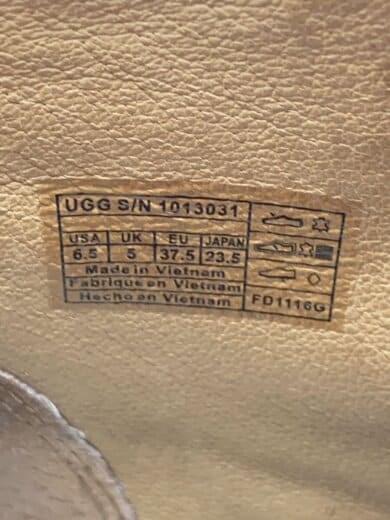 UGG S/N 1013031
USA UK EU JAPAN
6.5 5 37.5 23.5
Made in Vietnam
Fabrique en Vietnam
Hecho en Vietnam
FD1116G